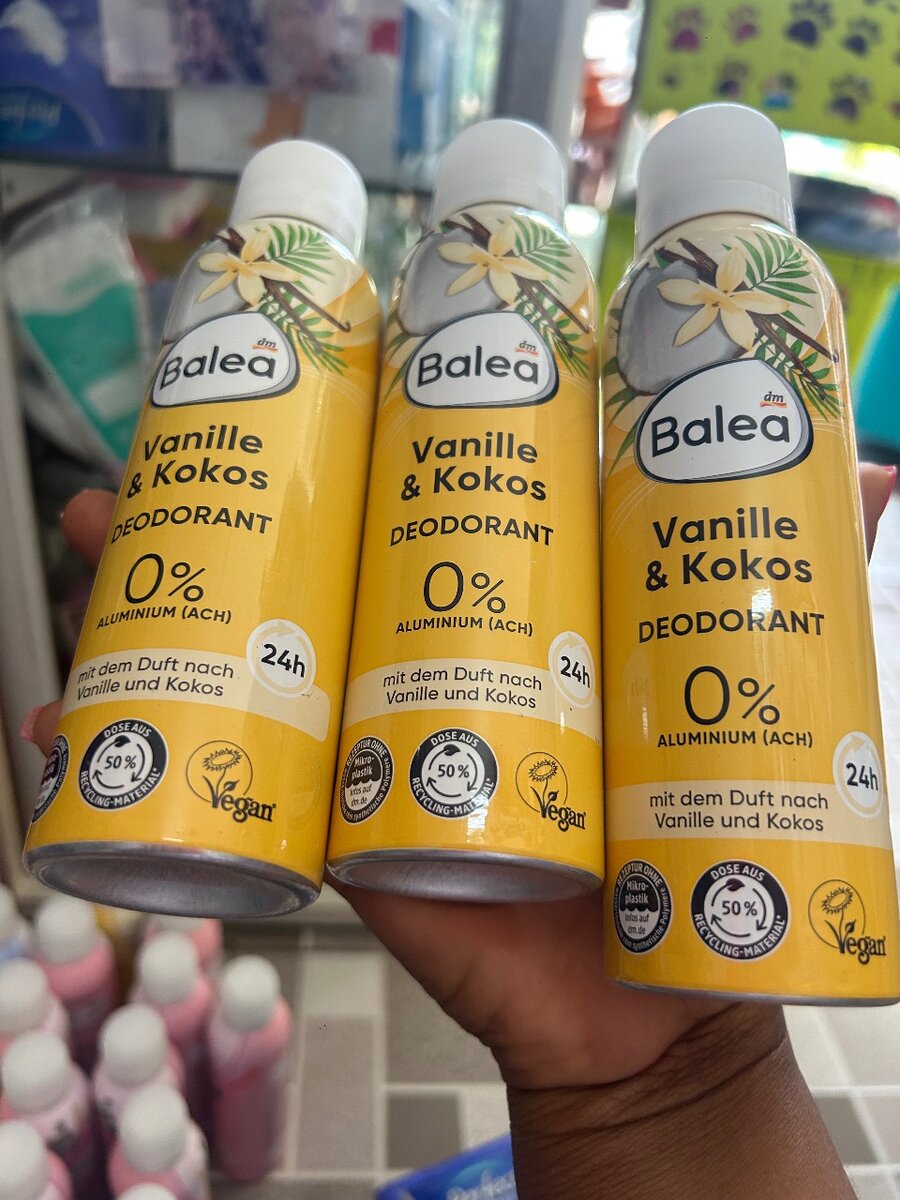 dm
Balea
Vanille
& Kokos
DEODORANT
0%
ALUMINIUM (ACH)
24h
mit dem Duft nach
Vanille und Kokos
DOSE AUS
50%
RECYCLING-MATERIAL*
Vegan
dm
Balea
Vanille
& Kokos
DEODORANT
0%
ALUMINIUM (ACH)
24h
mit dem Duft nach
Vanille und Kokos
REZEPTUR OHNE
Mikro-
plastik
Infos auf
dm.de
DOSE AUS
50%
RECYCLING-MATERIAL*
Vegan
dm
Balea
Vanille
& Kokos
DEODORANT
0%
ALUMINIUM (ACH)
24h
mit dem Duft nach
Vanille und Kokos
REZEPTUR OHNE
Mikro-
plastik
Infos auf
dm.de
DOSE AUS
50%
RECYCLING-MATERIAL*
Vegan